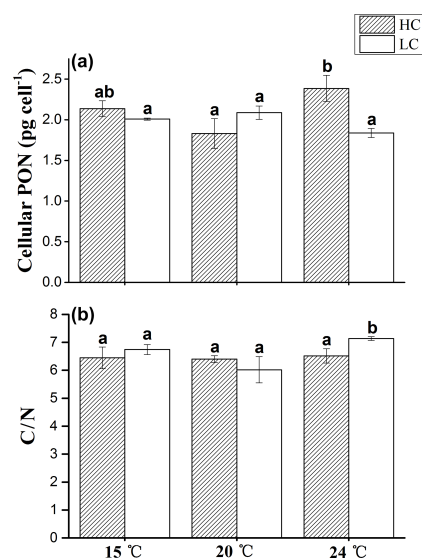 HC
LC
(a)
Cellular PON (pg cell⁻¹)
2.5
2.0
1.5
1.0
0.5
0.0
ab a a a b a
(b)
C/N
8
7
6
5
4
3
2
1
0
a a a a a b
15 ℃ 20 ℃ 24 ℃